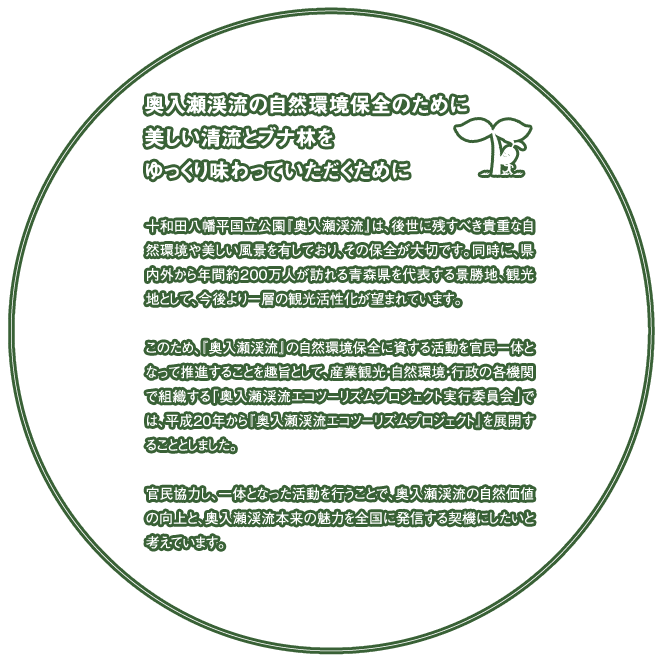 奥入瀬渓流の自然環境保全のために
美しい清流とブナ林を
ゆっくり味わっていただくために
十和田八幡平国立公園『奥入瀬渓流』は、後世に残すべき貴重な自
然環境や美しい風景を有しており、その保全が大切です。同時に、県
内外から年間約200万人が訪れる青森県を代表する景勝地、観光
地として、今後より一層の観光活性化が望まれています。
このため、『奥入瀬渓流』の自然環境保全に資する活動を官民一体と
なって推進することを趣旨として、産業観光・自然環境・行政の各機関
で組織する「奥入瀬渓流エコツーリズムプロジェクト実行委員会」で
は、平成20年から『奥入瀬渓流エコツーリズムプロジェクト』を展開す
ることとしました。
官民協力し、一体となった活動を行うことで、奥入瀬渓流の自然価値
の向上と、奥入瀬渓流本来の魅力を全国に発信する契機にしたいと
考えています。